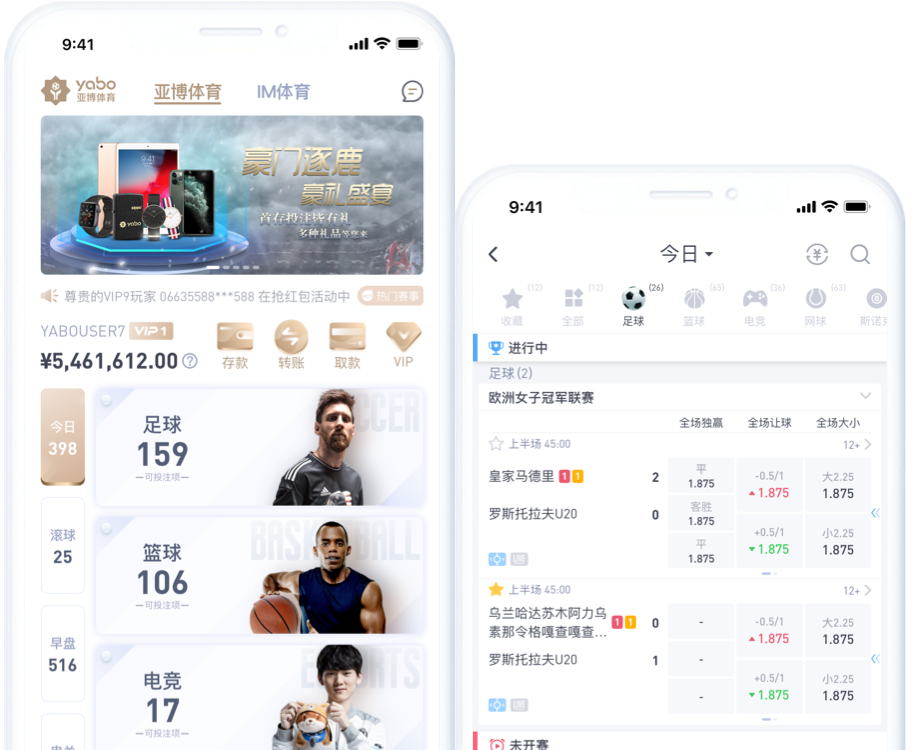 9:41
yabo
亚博体育
亚博体育
IM体育
豪门逐鹿
豪礼盛宴
首存投注皆有礼
多种礼品等您来
尊贵的VIP9玩家 06635588***588 在抢红包活动中
热门赛事
YABOUSER7 VIP 1
¥5,461,612.00
存款
转账
取款
VIP
今日
398
滚球
25
早盘
516
SOCCER
足球
159
可投注项
BASKETBALL
篮球
106
可投注项
ESPORTS
电竞
17
可投注项
9:41
今日
(12)
收藏
(12)
全部
(26)
足球
(65)
篮球
(36)
电竞
(63)
网球
斯诺克
进行中
足球 (2)
欧洲女子冠军联赛
全场独赢 全场让球 全场大小
上半场 45:00
12+
皇家马德里 1 1 2
罗斯托拉夫U20 0
平
1.875
客胜
1.875
平
1.875
-0.5/1
1.875
+0.5/1
1.875
大2.25
1.875
小2.25
1.875
上半场 45:00
12+
乌兰哈达苏木阿力乌
素那令格嘎查嘎查... 1 1 0
罗斯托拉夫U20 1
-
-
-
-0.5/1
1.875
+0.5/1
1.875
大2.25
1.875
小2.25
1.875
未开赛